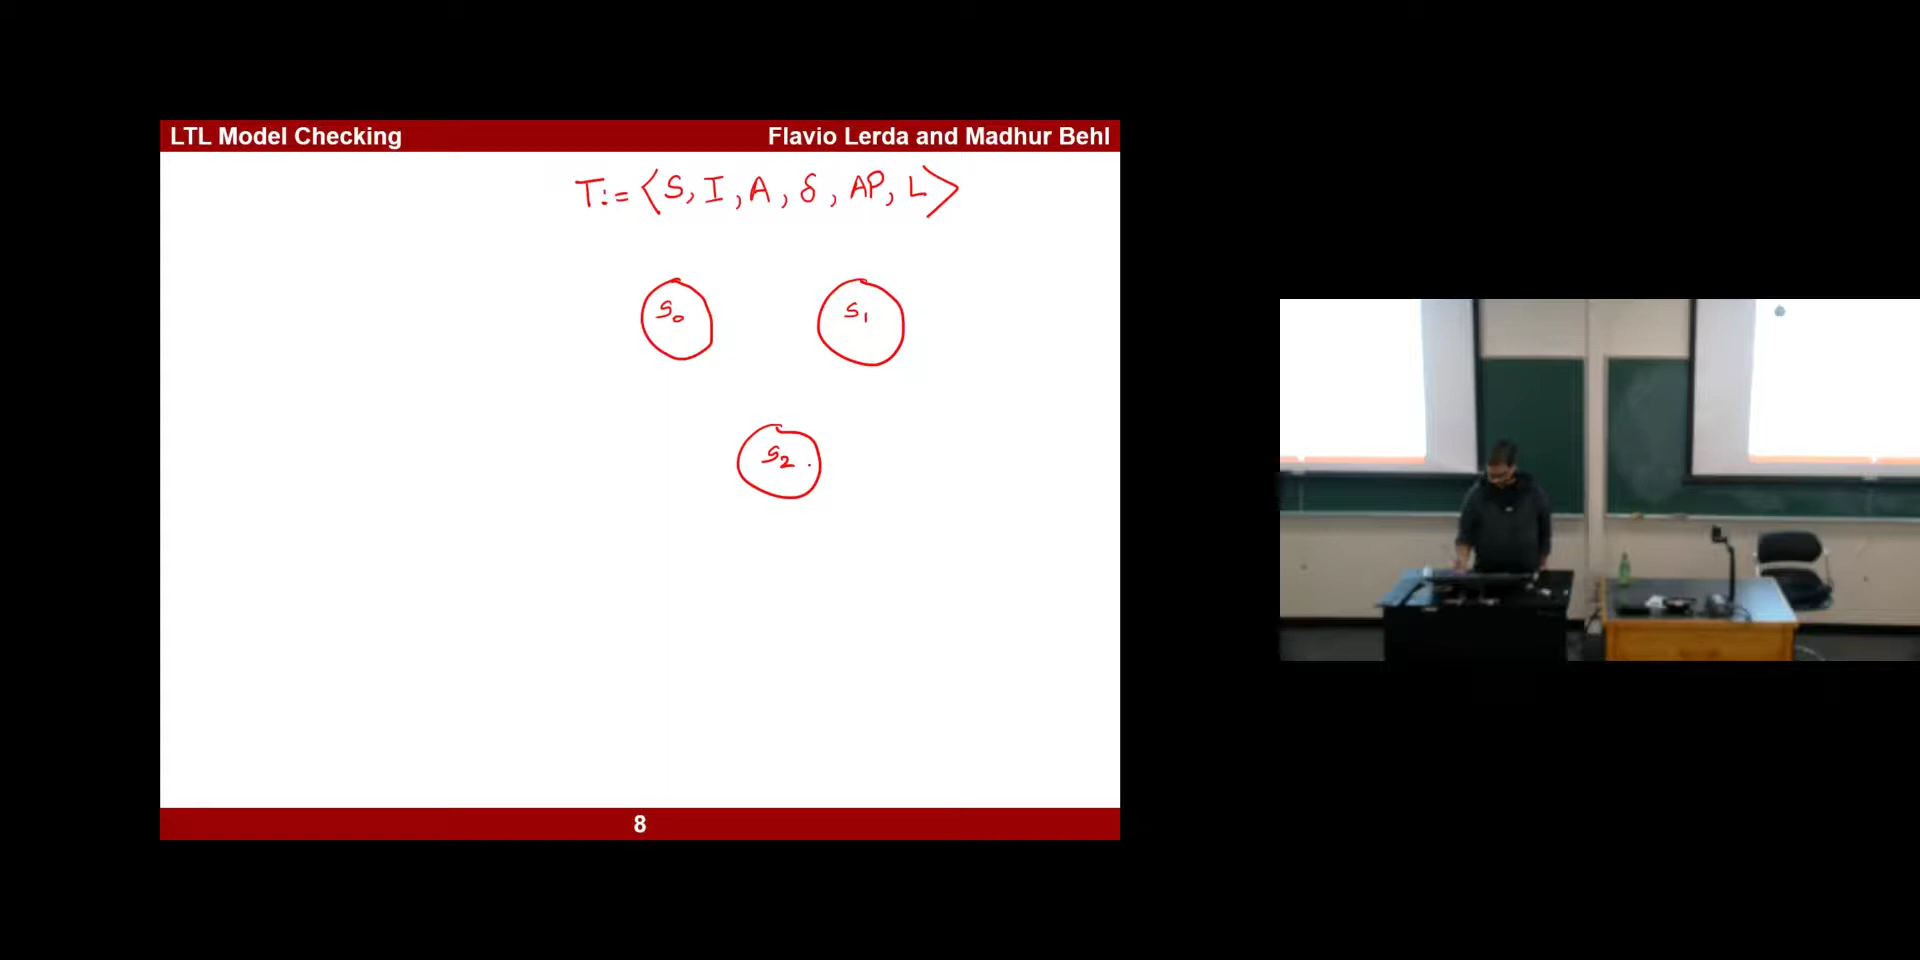 LTL Model Checking
Flavio Lerda and Madhur Behl
T := ⟨S, I, A, δ, AP, L⟩
S₀
S₁
S₂
8